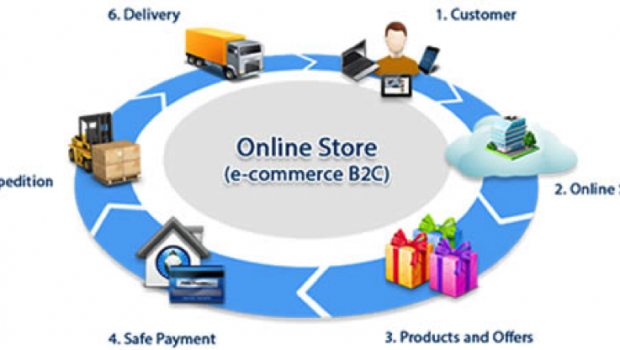 6. Delivery
1. Customer
Online Store
(e-commerce B2C)
pedition
2. Online S
4. Safe Payment
3. Products and Offers